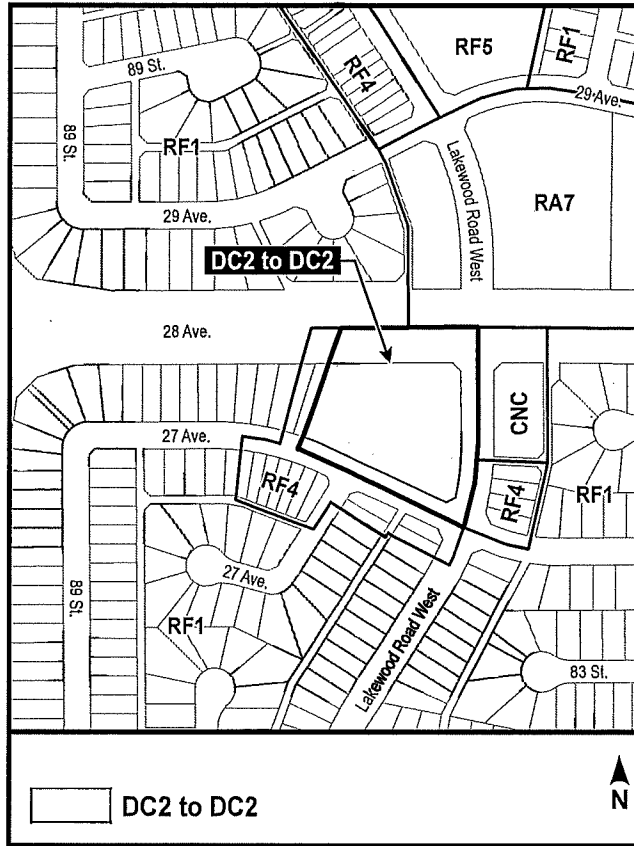 89 St.
RF4
RF5
RF1
29 Ave.
89 St.
RF1
Lakewood Road West
RA7
29 Ave.
DC2 to DC2
28 Ave.
CNC
27 Ave.
RF4
RF4
RF1
27 Ave.
89 St.
RF1
Lakewood Road West
83 St.
DC2 to DC2
N